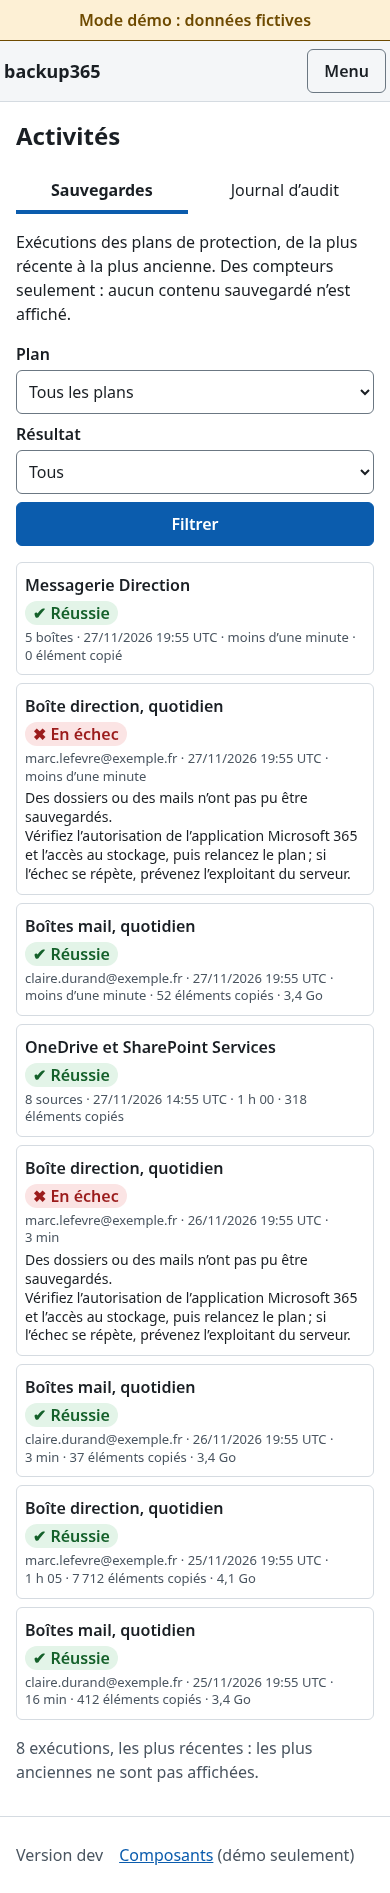 Mode démo : données fictives
backup365
Menu
Activités
Sauvegardes
Journal d’audit
Exécutions des plans de protection, de la plus
récente à la plus ancienne. Des compteurs
seulement : aucun contenu sauvegardé n’est
affiché.
Plan
Tous les plans
Résultat
Tous
Filtrer
Messagerie Direction
✔ Réussie
5 boîtes · 27/11/2026 19:55 UTC · moins d’une minute ·
0 élément copié
Boîte direction, quotidien
✖ En échec
marc.lefevre@exemple.fr · 27/11/2026 19:55 UTC ·
moins d’une minute
Des dossiers ou des mails n’ont pas pu être
sauvegardés.
Vérifiez l’autorisation de l’application Microsoft 365
et l’accès au stockage, puis relancez le plan ; si
l’échec se répète, prévenez l’exploitant du serveur.
Boîtes mail, quotidien
✔ Réussie
claire.durand@exemple.fr · 27/11/2026 19:55 UTC ·
moins d’une minute · 52 éléments copiés · 3,4 Go
OneDrive et SharePoint Services
✔ Réussie
8 sources · 27/11/2026 14:55 UTC · 1 h 00 · 318
éléments copiés
Boîte direction, quotidien
✖ En échec
marc.lefevre@exemple.fr · 26/11/2026 19:55 UTC ·
3 min
Des dossiers ou des mails n’ont pas pu être
sauvegardés.
Vérifiez l’autorisation de l’application Microsoft 365
et l’accès au stockage, puis relancez le plan ; si
l’échec se répète, prévenez l’exploitant du serveur.
Boîtes mail, quotidien
✔ Réussie
claire.durand@exemple.fr · 26/11/2026 19:55 UTC ·
3 min · 37 éléments copiés · 3,4 Go
Boîte direction, quotidien
✔ Réussie
marc.lefevre@exemple.fr · 25/11/2026 19:55 UTC ·
1 h 05 · 7 712 éléments copiés · 4,1 Go
Boîtes mail, quotidien
✔ Réussie
claire.durand@exemple.fr · 25/11/2026 19:55 UTC ·
16 min · 412 éléments copiés · 3,4 Go
8 exécutions, les plus récentes : les plus
anciennes ne sont pas affichées.
Version dev Composants (démo seulement)